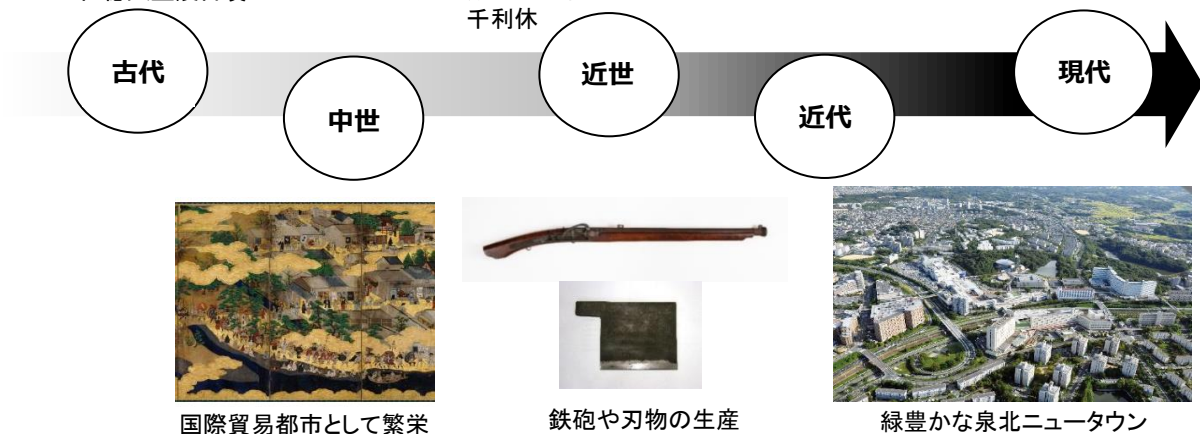 千利休
古代
中世
近世
近代
現代
国際貿易都市として繁栄
鉄砲や刃物の生産
緑豊かな泉北ニュータウン